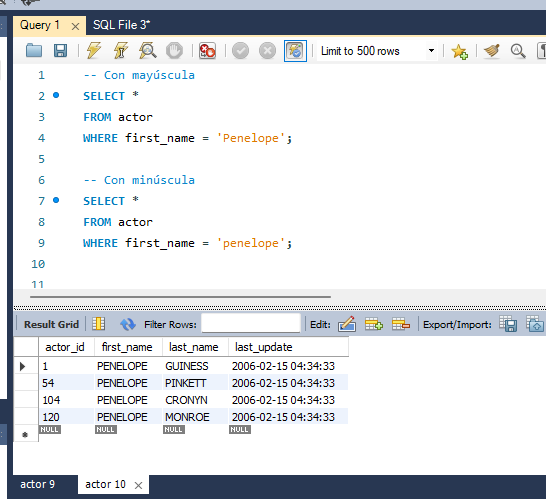 Query 1 SQL File 3*
Limit to 500 rows
1 -- Con mayúscula
2 SELECT *
3 FROM actor
4 WHERE first_name = 'Penelope';
5
6 -- Con minúscula
7 SELECT *
8 FROM actor
9 WHERE first_name = 'penelope';
10
11
Result Grid Filter Rows: Edit: Export/Import:
actor_id first_name last_name last_update
1 PENELOPE GUINESS 2006-02-15 04:34:33
54 PENELOPE PINKETT 2006-02-15 04:34:33
104 PENELOPE CRONYN 2006-02-15 04:34:33
120 PENELOPE MONROE 2006-02-15 04:34:33
NULL NULL NULL NULL
actor 9 actor 10